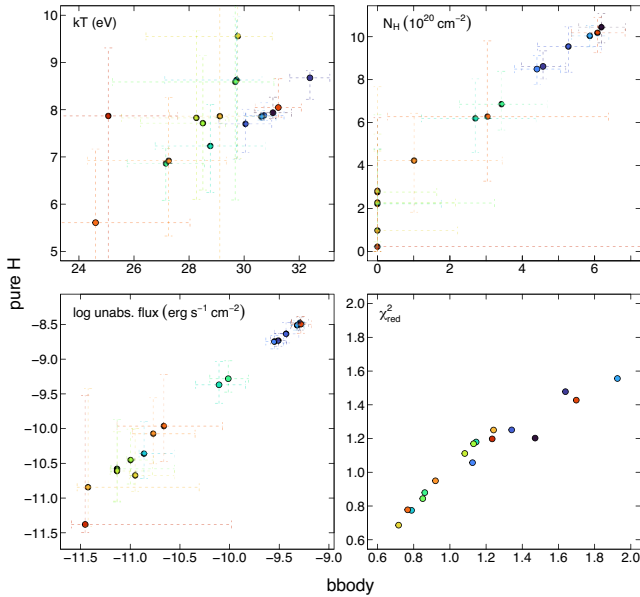 kT (eV)
10
9
8
7
6
5
24 26 28 30 32
N_H (10^20 cm^−2)
10
8
6
4
2
0
0 2 4 6
pure H
log unabs. flux (erg s^−1 cm^−2)
−8.5
−9.0
−9.5
−10.0
−10.5
−11.0
−11.5
−11.5 −11.0 −10.5 −10.0 −9.5 −9.0
χ²_red
2.0
1.8
1.6
1.4
1.2
1.0
0.8
0.6
0.6 0.8 1.0 1.2 1.4 1.6 1.8 2.0
bbody